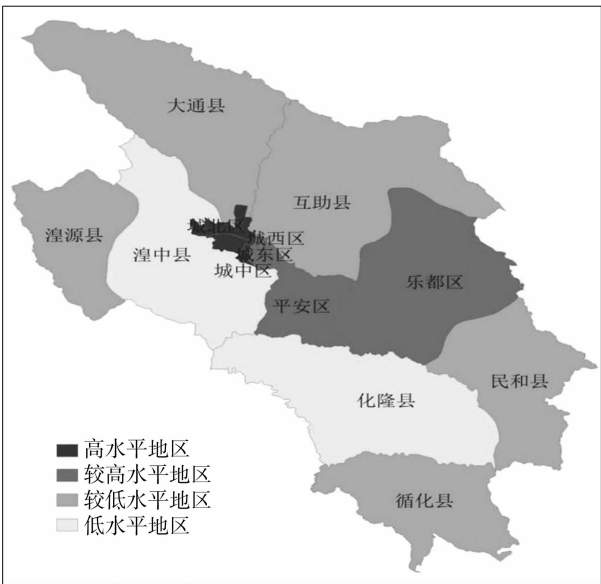 大通县
互助县
湟源县
湟中县
城北区
城西区
城东区
城中区
乐都区
平安区
民和县
化隆县
循化县
高水平地区
较高水平地区
较低水平地区
低水平地区